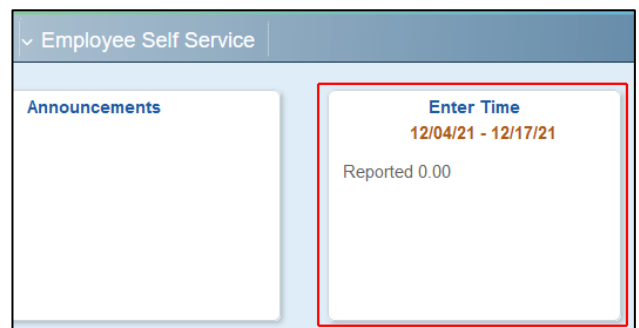 Employee Self Service
Announcements
Enter Time
12/04/21 - 12/17/21
Reported 0.00